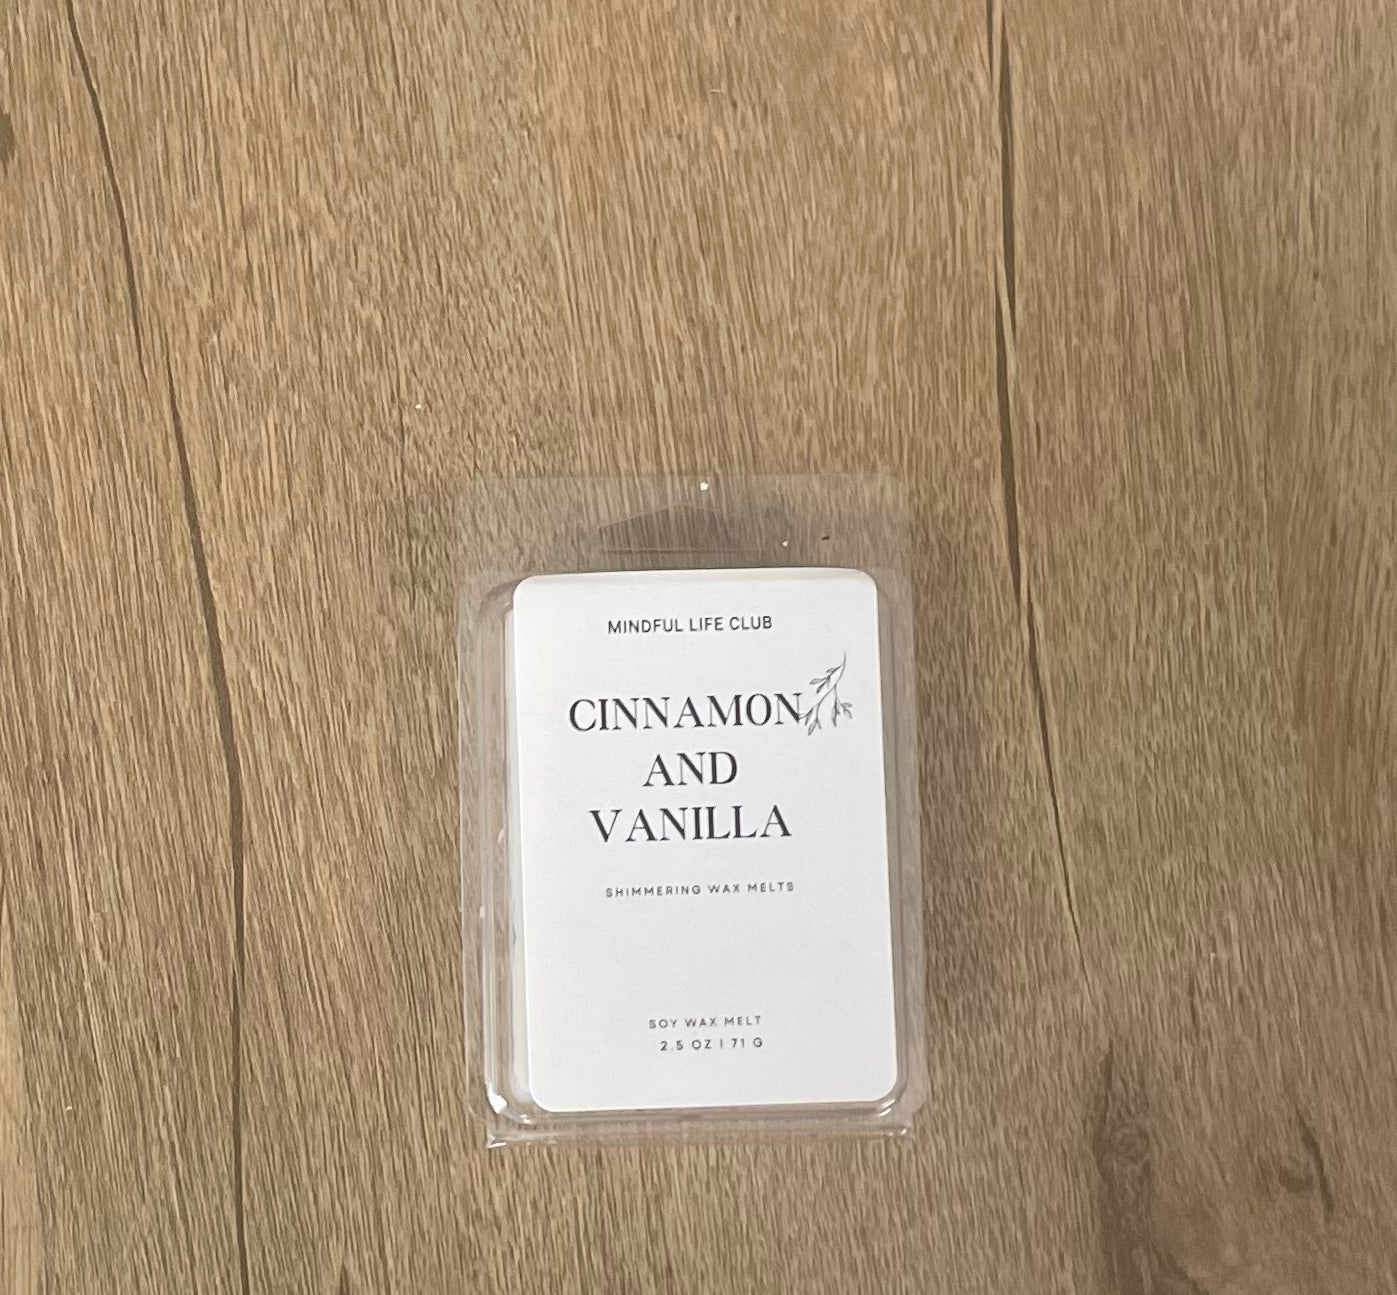 MINDFUL LIFE CLUB
CINNAMON
AND
VANILLA
SHIMMERING WAX MELTS
SOY WAX MELT
2.5 OZ | 71 G